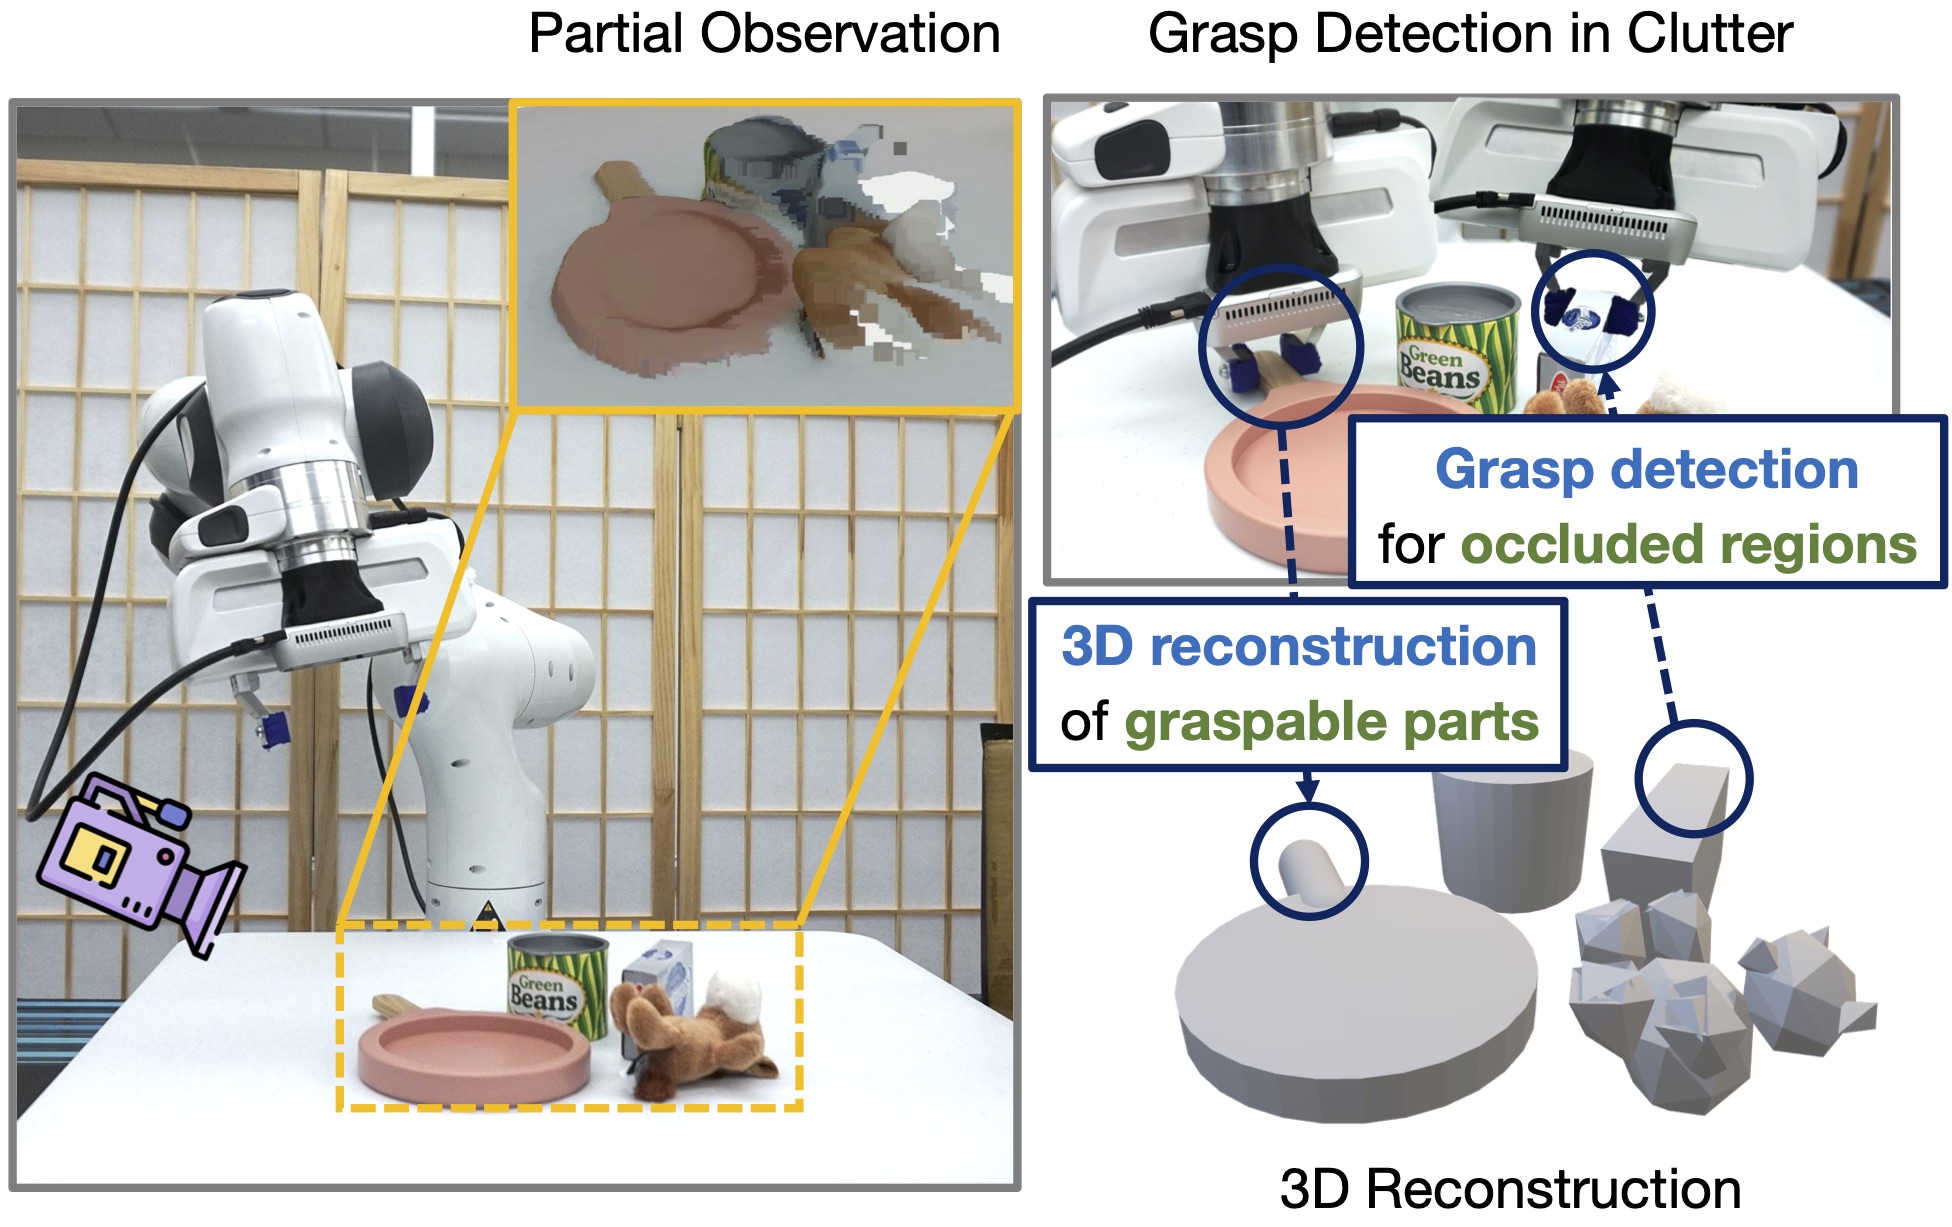 Partial Observation
Grasp Detection in Clutter
Green
Beans
Grasp detection
for occluded regions
3D reconstruction
of graspable parts
Green
Beans
3D Reconstruction